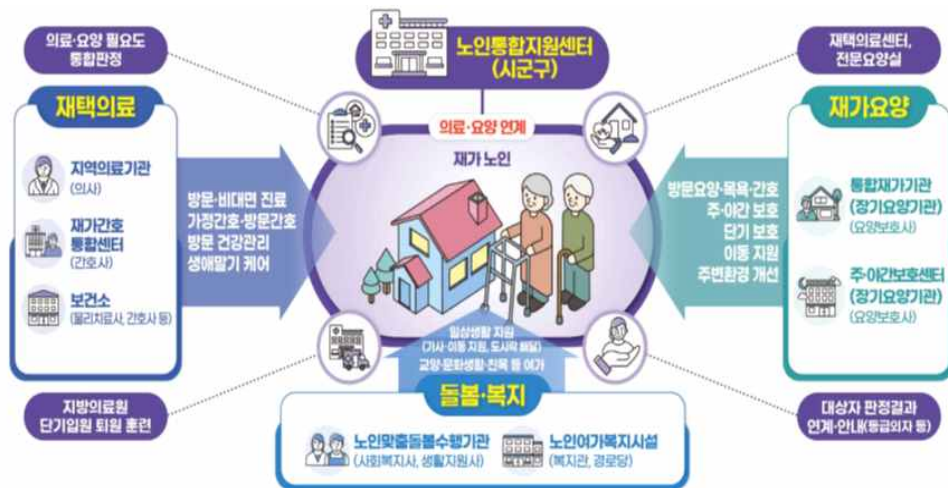 의료·요양 필요도
통합판정
노인통합지원센터
(시군구)
재택의료센터,
전문요양실
의료·요양 연계
재가 노인
재택의료
지역의료기관
(의사)
재가간호
통합센터
(간호사)
보건소
(물리치료사, 간호사 등)
방문·비대면 진료
가정간호·방문간호
방문 건강관리
생애말기 케어
방문요양·목욕·간호
주·야간 보호
단기 보호
이동 지원
주변환경 개선
재가요양
통합재가기관
(장기요양기관)
(요양보호사)
주·야간보호센터
(장기요양기관)
(요양보호사)
일상생활 지원
(가사·이동 지원, 도시락 배달)
교양·문화생활·친목 등 여가
돌봄·복지
노인맞춤돌봄수행기관
(사회복지사, 생활지원사)
노인여가복지시설
(복지관, 경로당)
지방의료원
단기입원 퇴원 훈련
대상자 판정결과
연계·안내(등급외자 등)